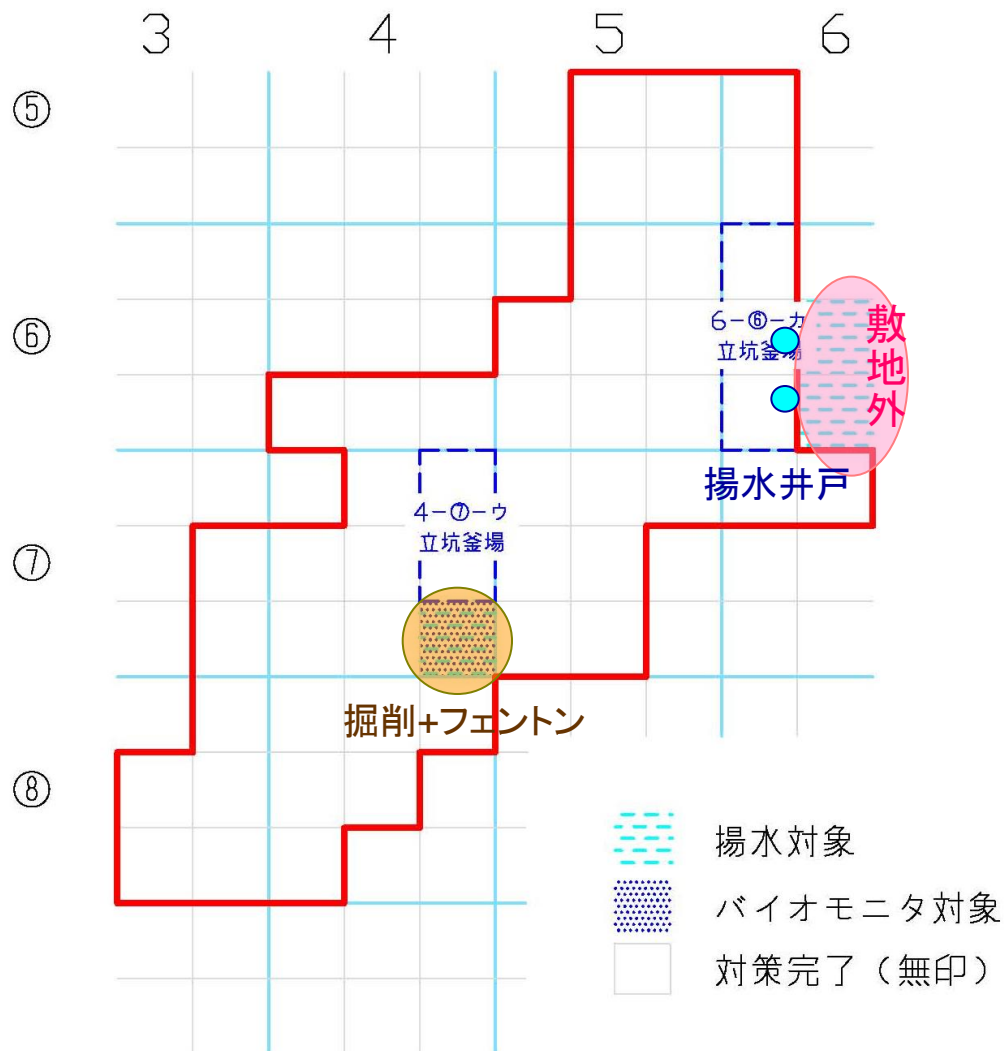 3 4 5 6
⑤
⑥
6-⑥-カ
立坑釜場
敷地外
揚水井戸
4-⑦-ウ
立坑釜場
⑦
掘削+フェントン
⑧
揚水対象
バイオモニタ対象
対策完了（無印）